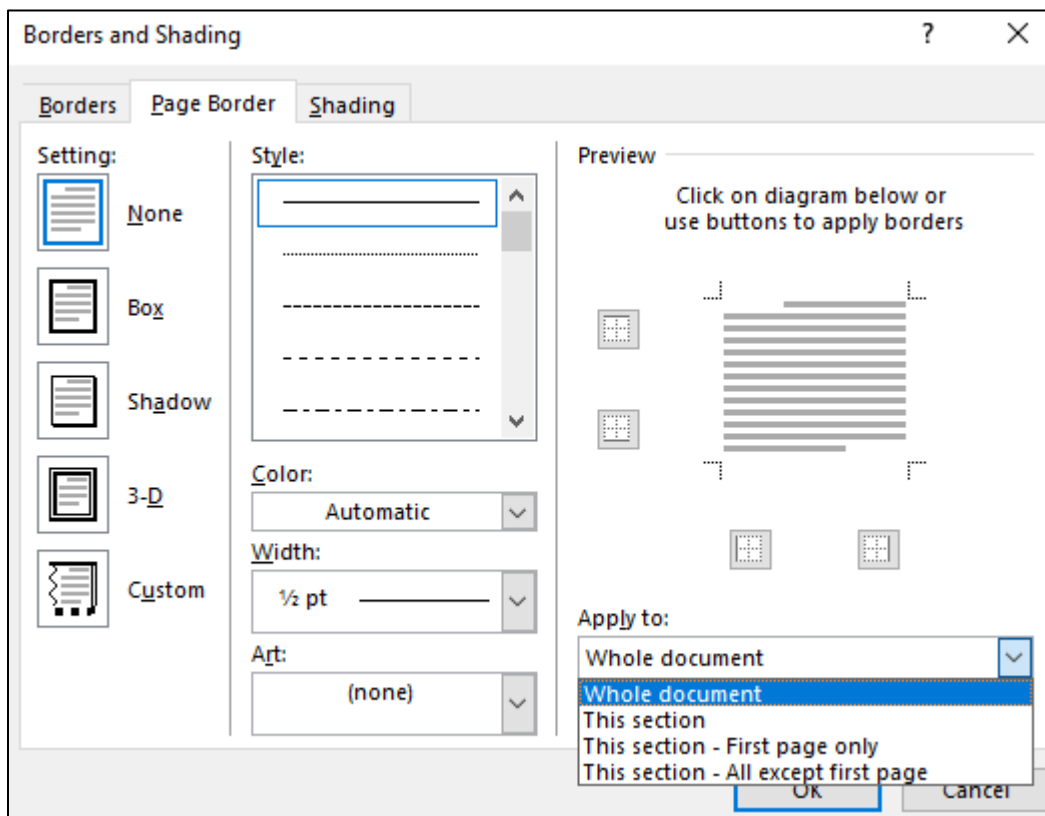 Borders and Shading
?
Borders
Page Border
Shading
Setting:
None
Box
Shadow
3-D
Custom
Style:
Color:
Automatic
Width:
½ pt
Art:
(none)
Preview
Click on diagram below or
use buttons to apply borders
Apply to:
Whole document
Whole document
This section
This section - First page only
This section - All except first page
OK
Cancel